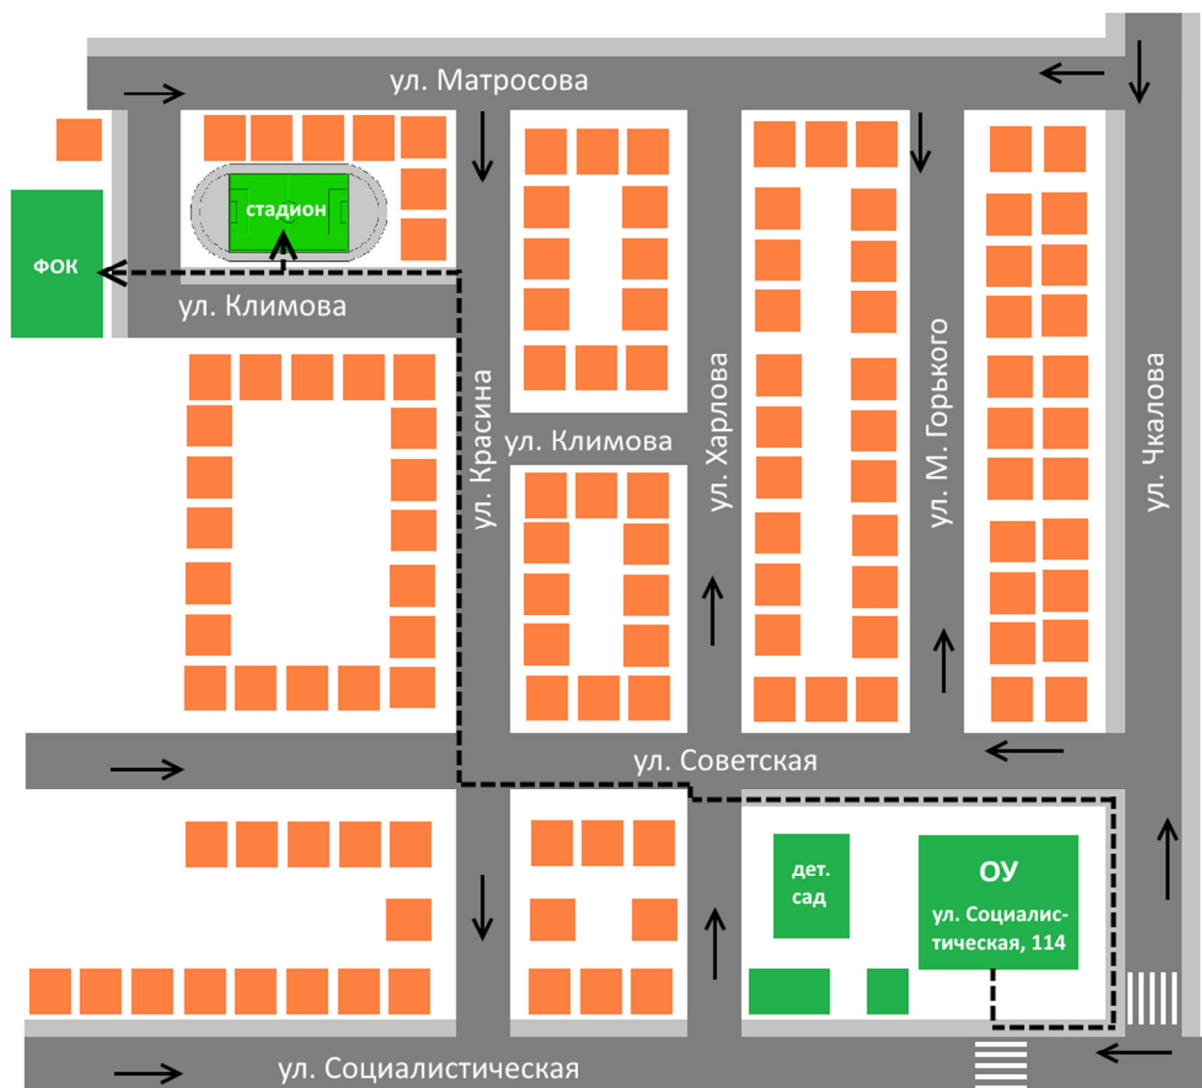 ул. Матросова
стадион
ФОК
ул. Климова
ул. Климова
ул. Красина
ул. Харлова
ул. М. Горького
ул. Чкалова
ул. Советская
дет.
сад
ОУ
ул. Социалис-
тическая, 114
ул. Социалистическая